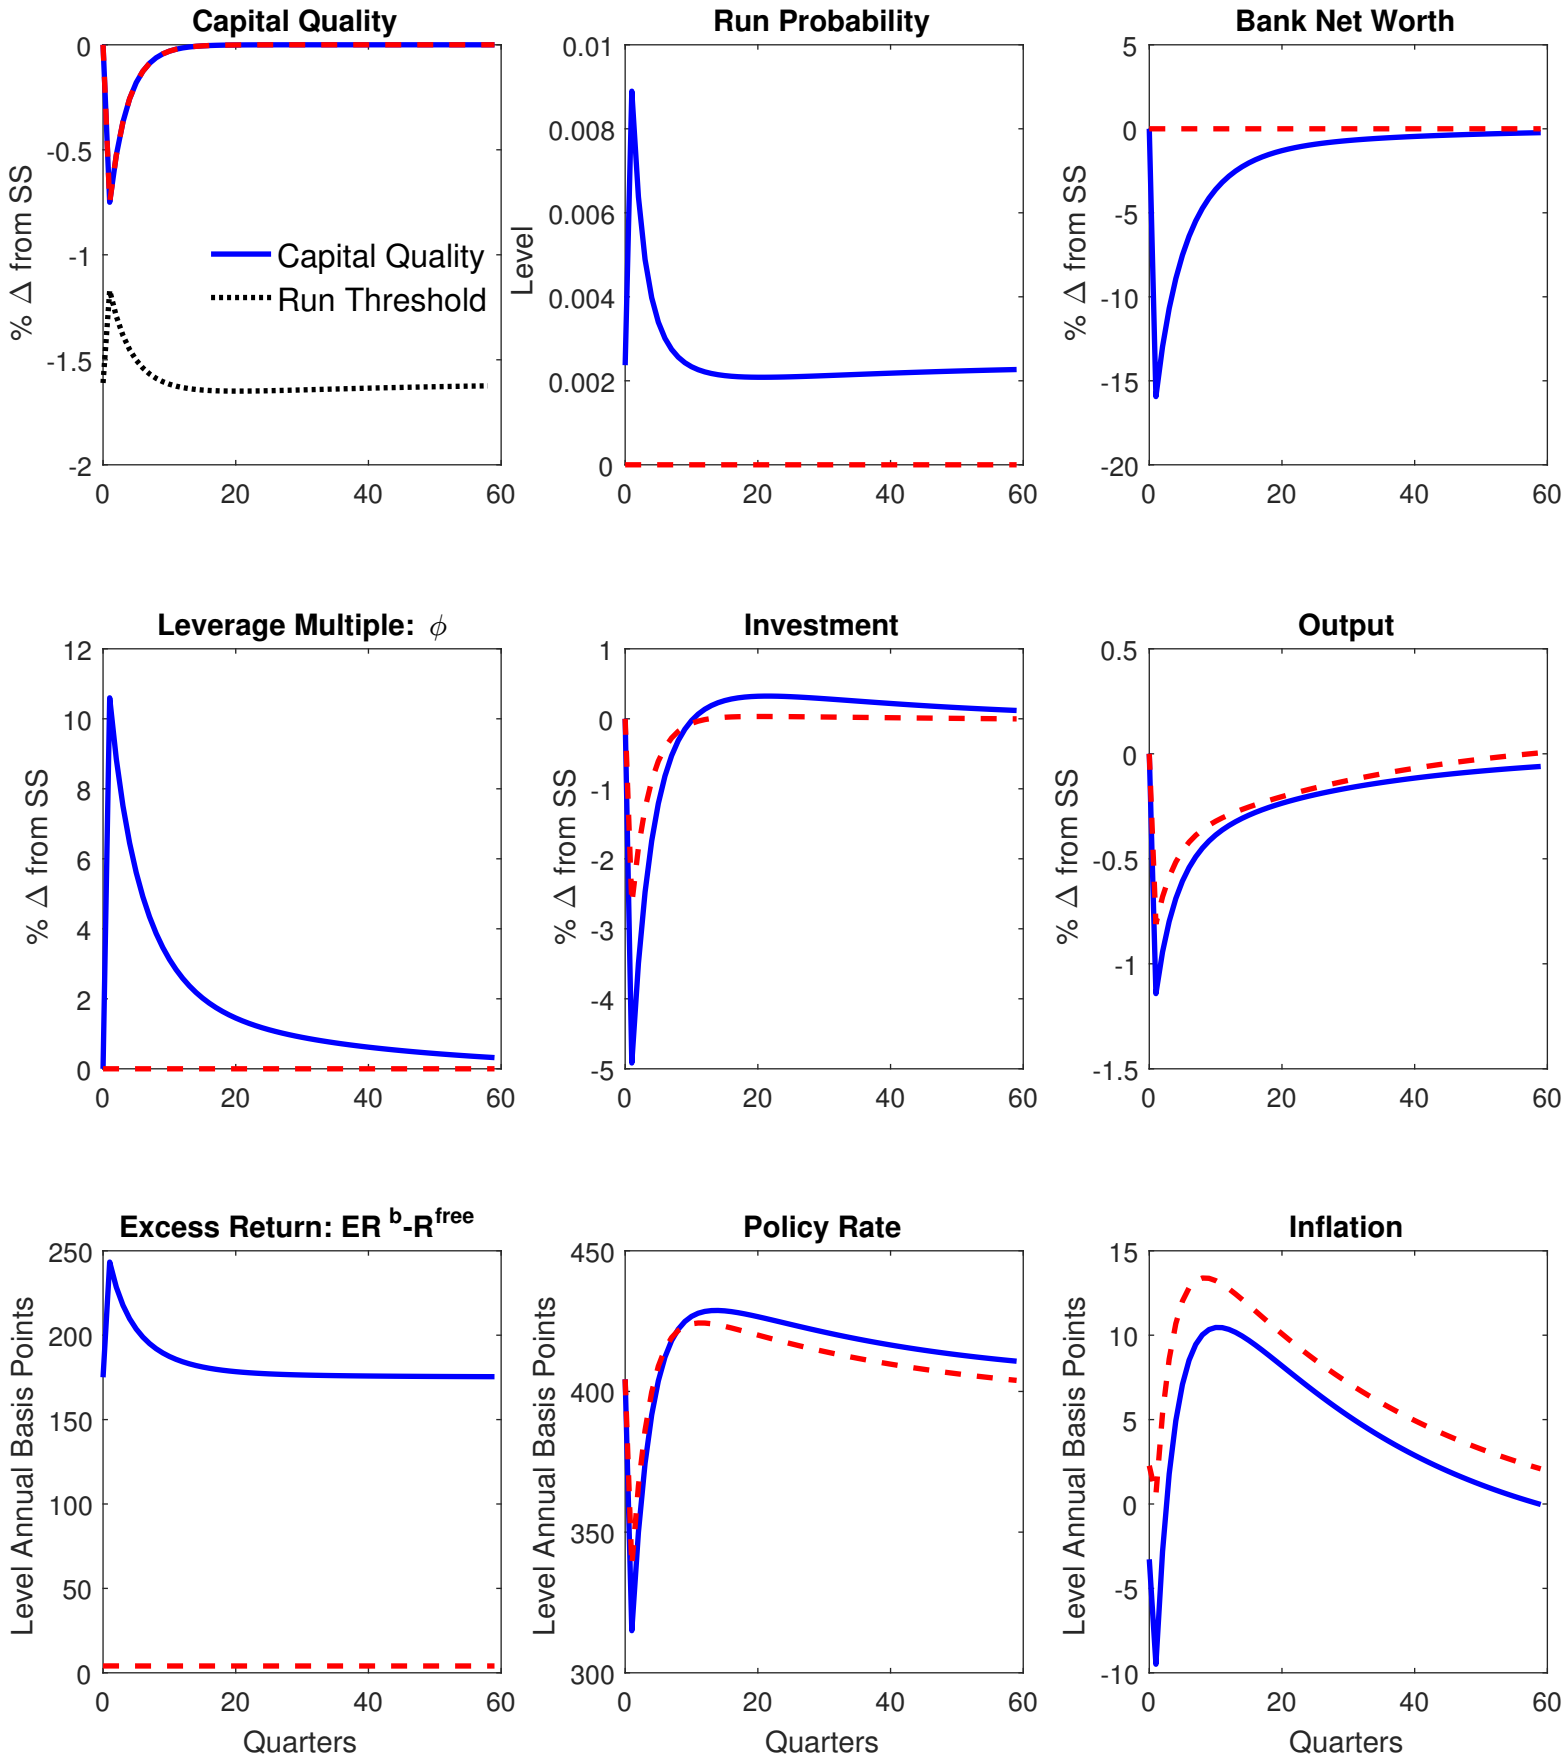 Capital Quality
0
-0.5
-1
-1.5
-2
% Δ from SS
Capital Quality
Run Threshold
0 20 40 60
Run Probability
0.01
0.008
0.006
0.004
0.002
0
Level
0 20 40 60
Bank Net Worth
5
0
-5
-10
-15
-20
% Δ from SS
0 20 40 60
Leverage Multiple: ϕ
12
10
8
6
4
2
0
% Δ from SS
0 20 40 60
Investment
1
0
-1
-2
-3
-4
-5
% Δ from SS
0 20 40 60
Output
0.5
0
-0.5
-1
-1.5
% Δ from SS
0 20 40 60
Excess Return: ER b-Rfree
250
200
150
100
50
0
Level Annual Basis Points
0 20 40 60
Quarters
Policy Rate
450
400
350
300
Level Annual Basis Points
0 20 40 60
Quarters
Inflation
15
10
5
0
-5
-10
Level Annual Basis Points
0 20 40 60
Quarters